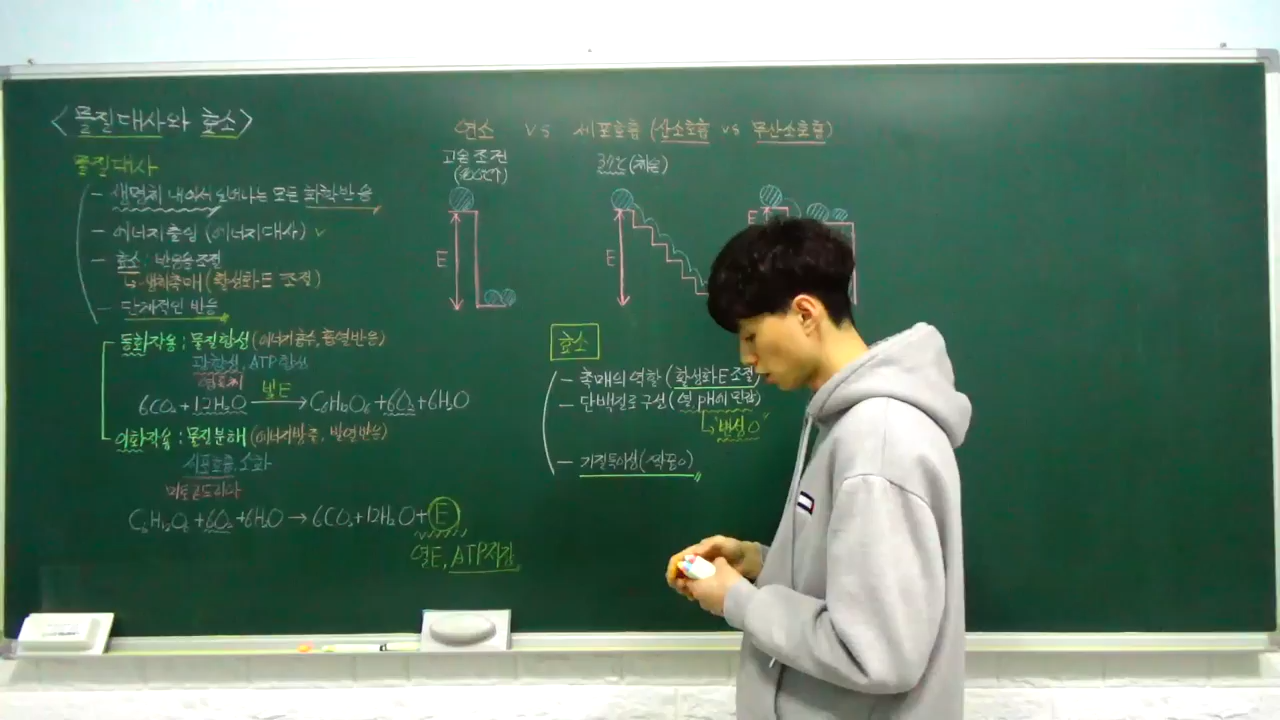 <물질대사와 효소>
물질대사
- 생명체 내에서 일어나는 모든 화학반응
- 에너지출입 (에너지대사) ✓
- 효소 : 반응을 조절
↳ 생체촉매 (활성화E 조절)
- 단계적인 반응
동화작용 : 물질합성 (에너지흡수, 흡열반응)
광합성, ATP합성
엽록체
6CO₂ + 12H₂O 빛E → C₆H₁₂O₆ + 6O₂ + 6H₂O
이화작용 : 물질분해 (에너지방출, 발열반응)
세포호흡, 소화
미토콘드리아
C₆H₁₂O₆ + 6O₂ + 6H₂O → 6CO₂ + 12H₂O + E
열E, ATP저장
연소 vs 세포호흡 (산소호흡 vs 무산소호흡)
고온 조건
(체온)
E
E
E
효소
- 촉매의 역할 (활성화E 조절)
- 단백질로 구성 (열, pH에 민감)
↳ "변성 O"
- 기질특이성 (짝꿍 O)